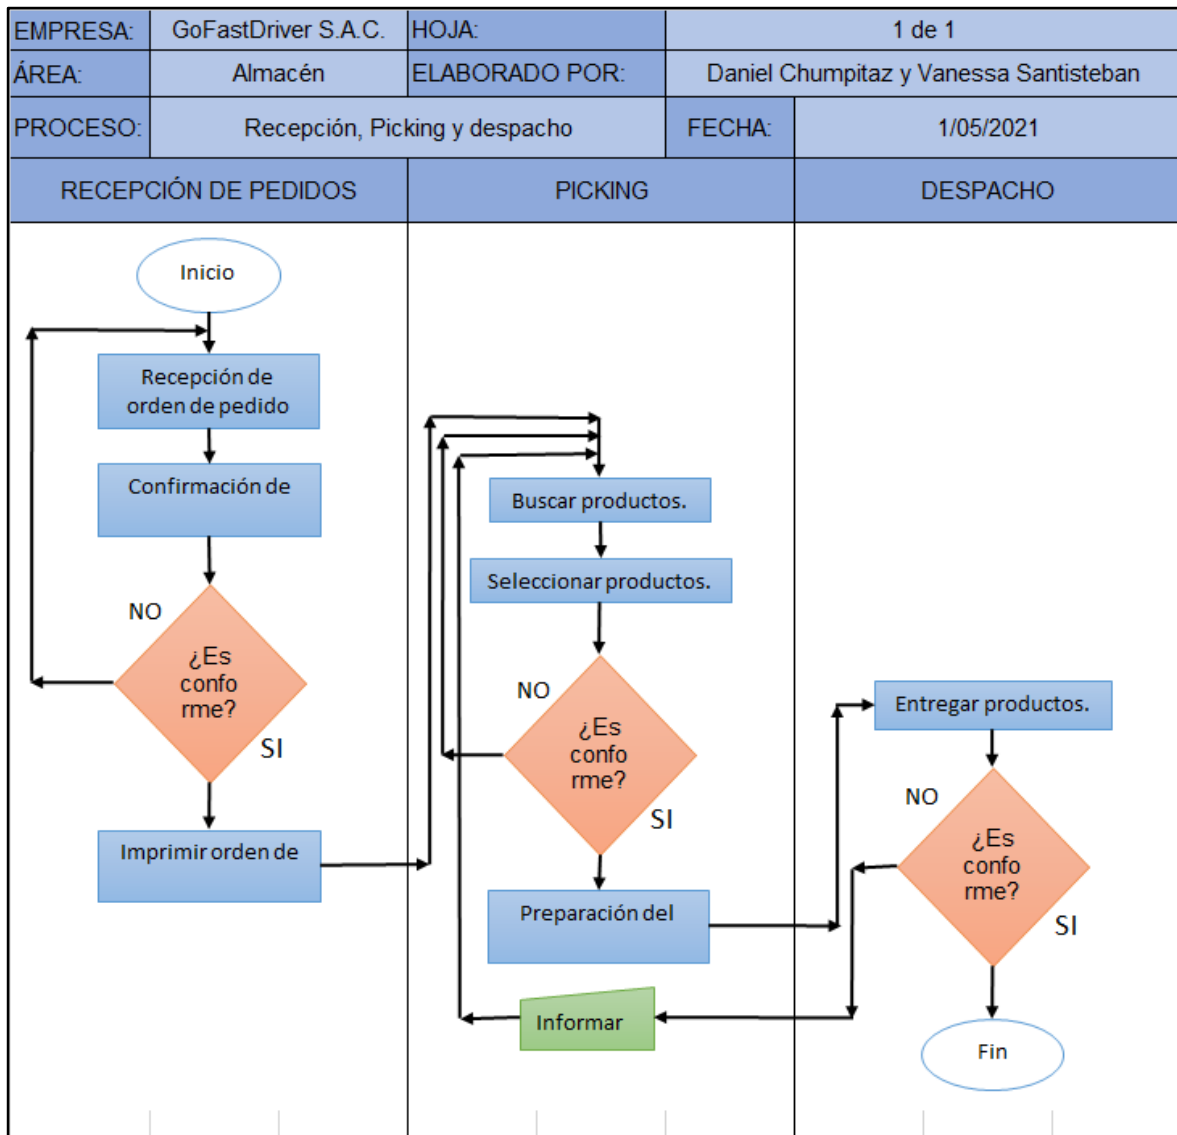 EMPRESA: GoFastDriver S.A.C. HOJA: 1 de 1
ÁREA: Almacén ELABORADO POR: Daniel Chumpitaz y Vanessa Santisteban
PROCESO: Recepción, Picking y despacho FECHA: 1/05/2021
RECEPCIÓN DE PEDIDOS PICKING DESPACHO
Inicio
Recepción de
orden de pedido
Confirmación de
NO
¿Es
confo
rme?
SI
Imprimir orden de
Buscar productos.
Seleccionar productos.
NO
¿Es
confo
rme?
SI
Preparación del
Informar
Entregar productos.
NO
¿Es
confo
rme?
SI
Fin